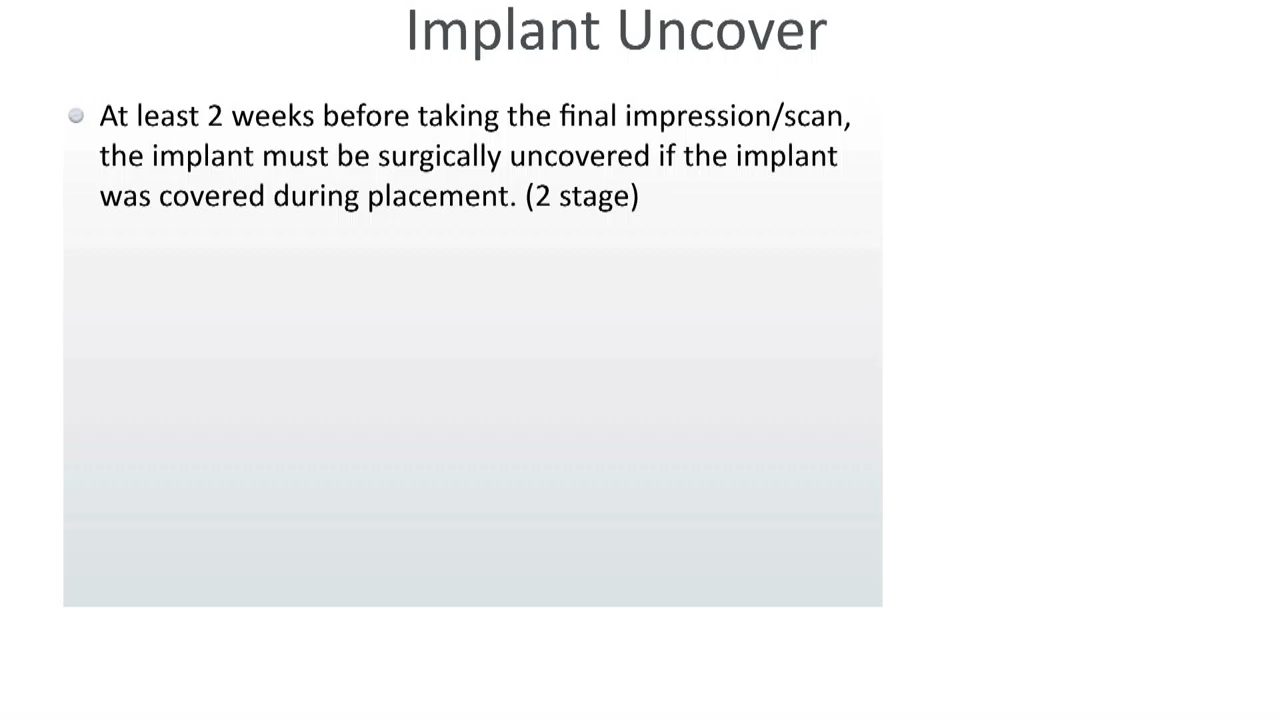 Implant Uncover
At least 2 weeks before taking the final impression/scan,
the implant must be surgically uncovered if the implant
was covered during placement. (2 stage)